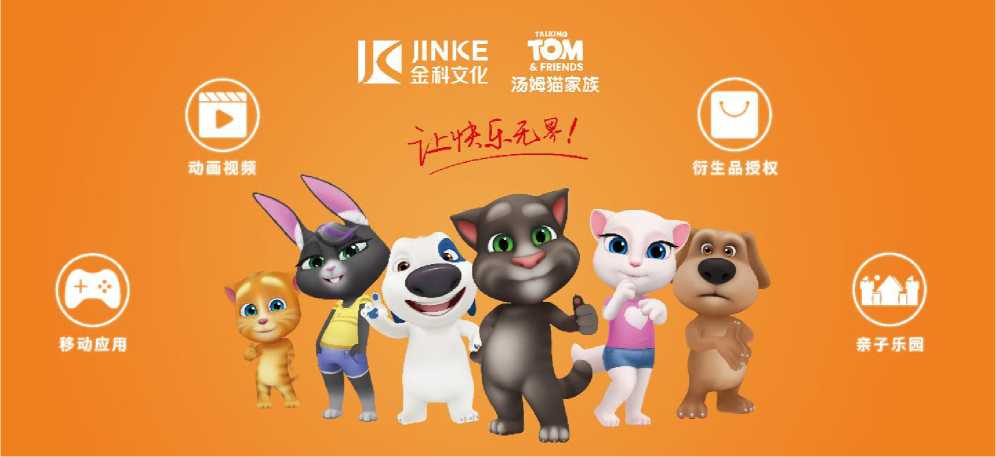 JINKE
金科文化
TALKING
TOM
& FRIENDS
汤姆猫家族
让快乐无界!
动画视频
衍生品授权
移动应用
亲子乐园